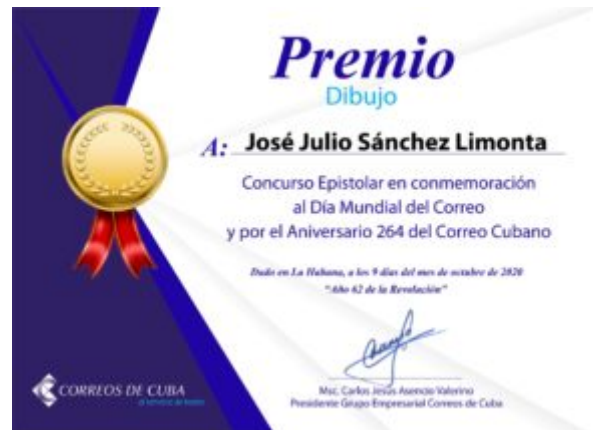 Premio
Dibujo
A: José Julio Sánchez Limonta
Concurso Epistolar en conmemoración
al Día Mundial del Correo
y por el Aniversario 264 del Correo Cubano
Dado en La Habana, a los 9 días del mes de octubre de 2020
"Año 62 de la Revolución"
Msc. Carlos Jesús Asencio Valerino
Presidente Grupo Empresarial Correos de Cuba
CORREOS DE CUBA